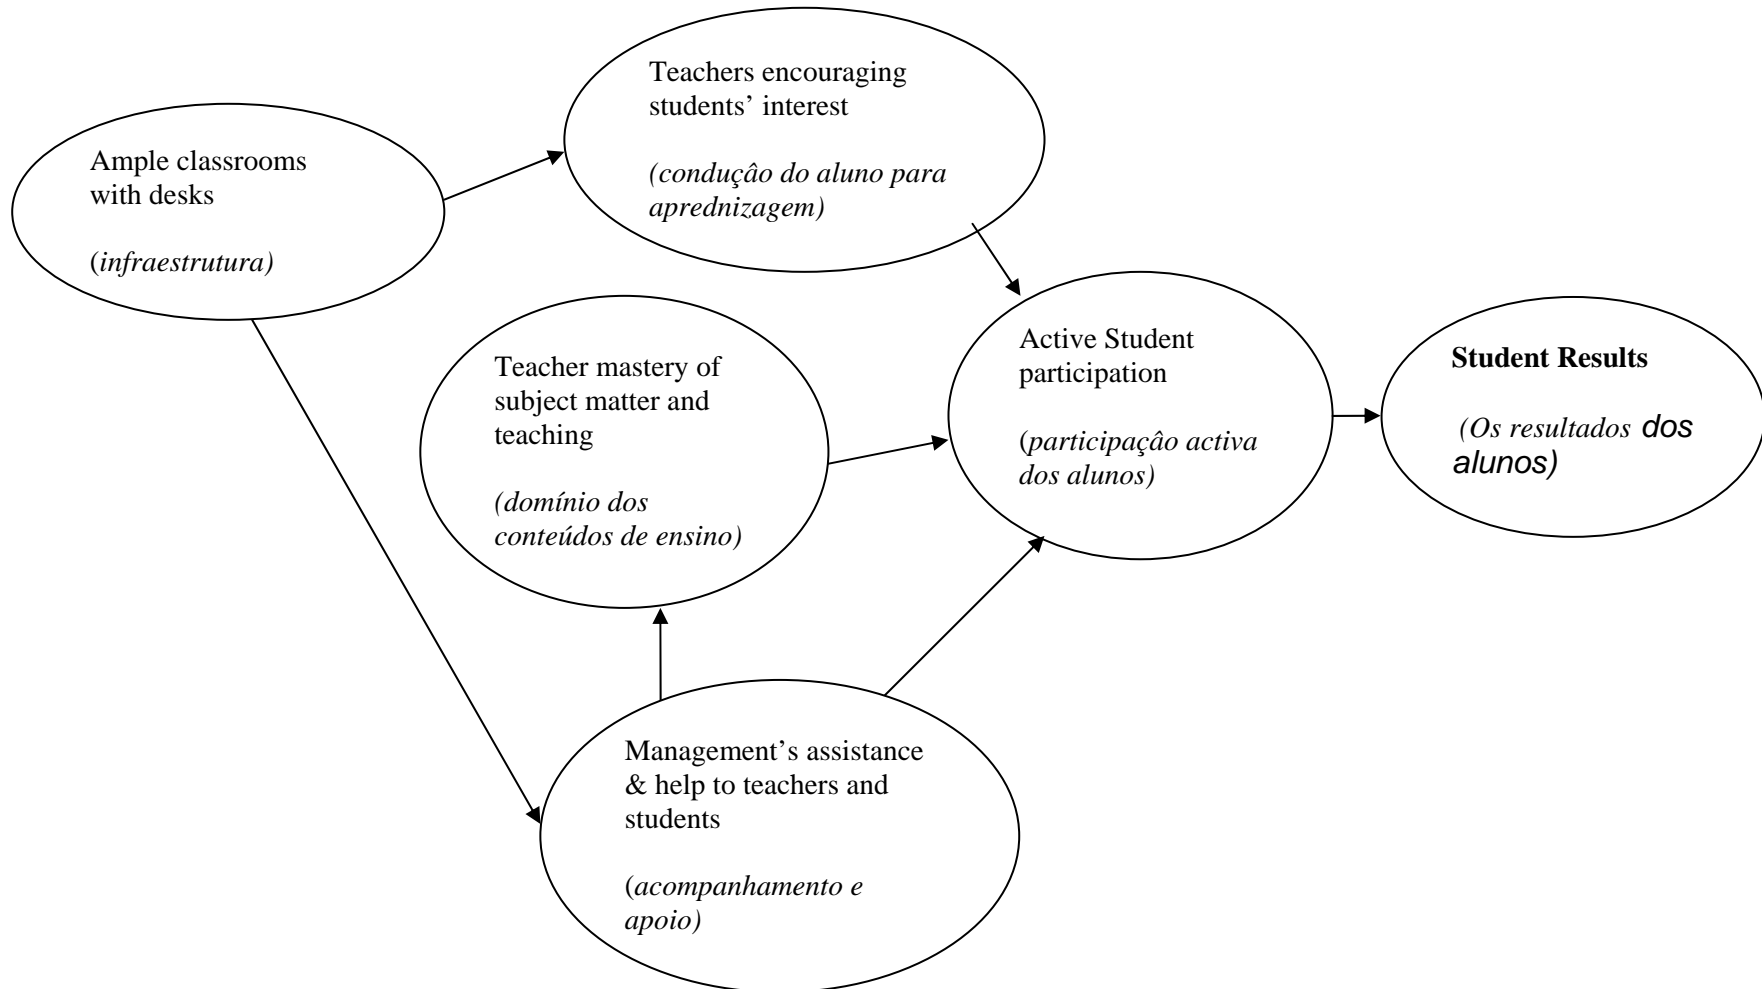 Teachers encouraging
students’ interest
(conduçâo do aluno para
aprednizagem)
Ample classrooms
with desks
(infraestrutura)
Teacher mastery of
subject matter and
teaching
(domínio dos
conteúdos de ensino)
Active Student
participation
(participaçâo activa
dos alunos)
Student Results
(Os resultados dos
alunos)
Management’s assistance
& help to teachers and
students
(acompanhamento e
apoio)